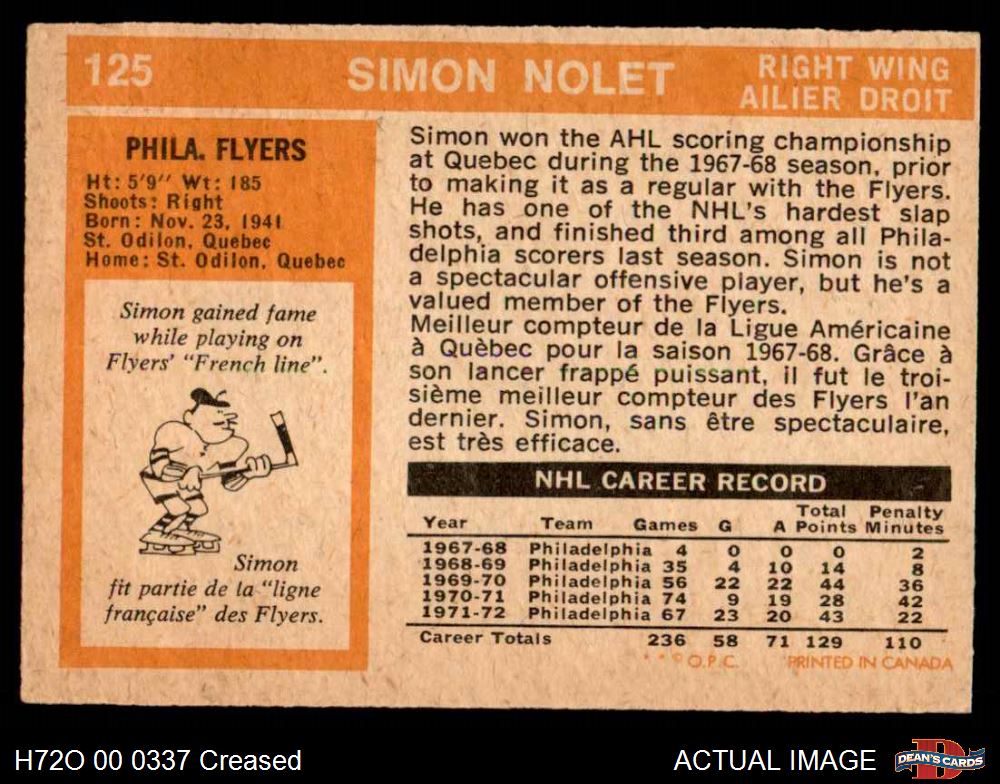 125
SIMON NOLET
RIGHT WING
AILIER DROIT
PHILA. FLYERS
Ht: 5'9" Wt: 185
Shoots: Right
Born: Nov. 23, 1941
St. Odilon, Quebec
Home: St. Odilon, Quebec
Simon gained fame
while playing on
Flyers' "French line".
Simon
fit partie de la "ligne
française" des Flyers.
Simon won the AHL scoring championship
at Quebec during the 1967-68 season, prior
to making it as a regular with the Flyers.
He has one of the NHL's hardest slap
shots, and finished third among all Phila-
delphia scorers last season. Simon is not
a spectacular offensive player, but he's a
valued member of the Flyers.
Meilleur compteur de la Ligue Américaine
à Quèbec pour la saison 1967-68. Grâce à
son lancer frappé puissant, il fut le troi-
sième meilleur compteur des Flyers l'an
dernier. Simon, sans être spectaculaire,
est très efficace.
NHL CAREER RECORD
Year Team Games G A Total Points Penalty Minutes
1967-68 Philadelphia 4 0 0 0 2
1968-69 Philadelphia 35 4 10 14 8
1969-70 Philadelphia 56 22 22 44 36
1970-71 Philadelphia 74 9 19 28 42
1971-72 Philadelphia 67 23 20 43 22
Career Totals 236 58 71 129 110
* * © O.P.C. PRINTED IN CANADA
H72O 00 0337 Creased
ACTUAL IMAGE
DEAN'S CARDS